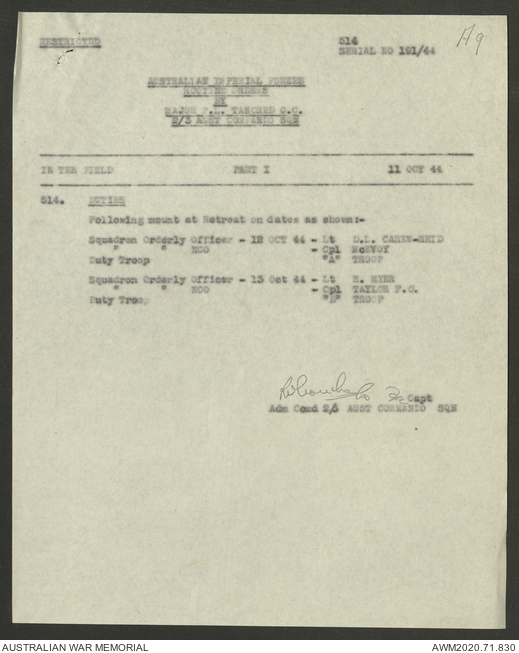 RESTRICTED
514
SERIAL NO 191/44
A9
AUSTRALIAN IMPERIAL FORCES
ROUTINE ORDERS
BY
MAJOR P.L. TANCRED O.C.
2/3 AUST COMMANDO SQN
IN THE FIELD PART I 11 OCT 44
514. DUTIES
Following mount at Retreat on dates as shown:-
Squadron Orderly Officer - 12 OCT 44 - Lt D.L.
" " NCO - Cpl McEVOY
Duty Troop "A" TROOP
Squadron Orderly Officer - 13 Oct 44 - Lt R. MYER
" " NCO - Cpl TAYLOR F.G.
Duty Troop "B" TROOP
Capt
Adm Comd 2/3 AUST COMMANDO SQN
AUSTRALIAN WAR MEMORIAL AWM2020.71.830